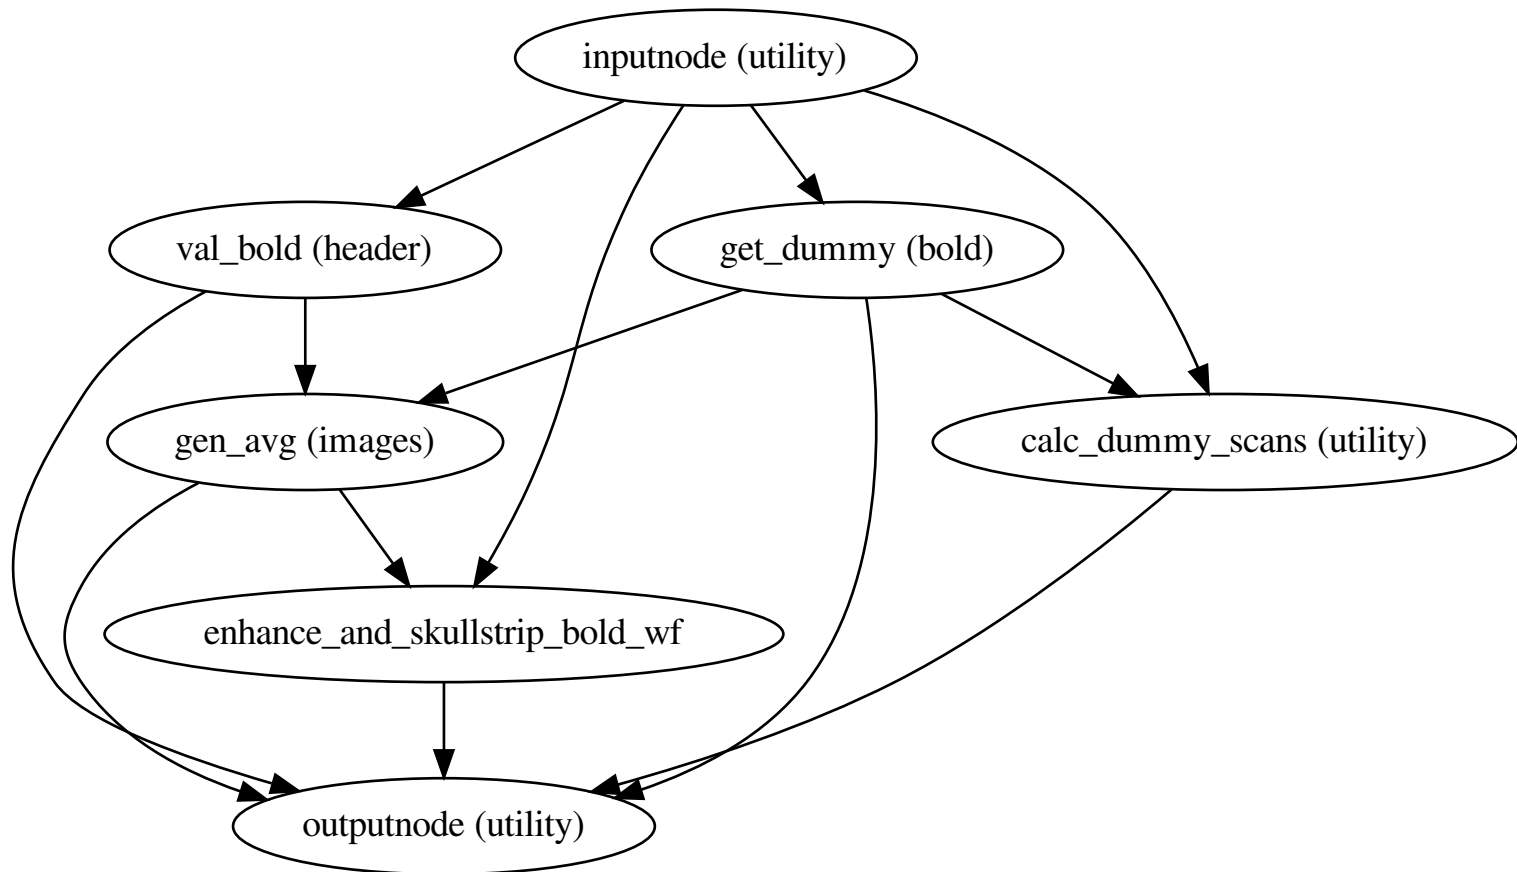 inputnode (utility)
val_bold (header)
get_dummy (bold)
gen_avg (images)
calc_dummy_scans (utility)
enhance_and_skullstrip_bold_wf
outputnode (utility)